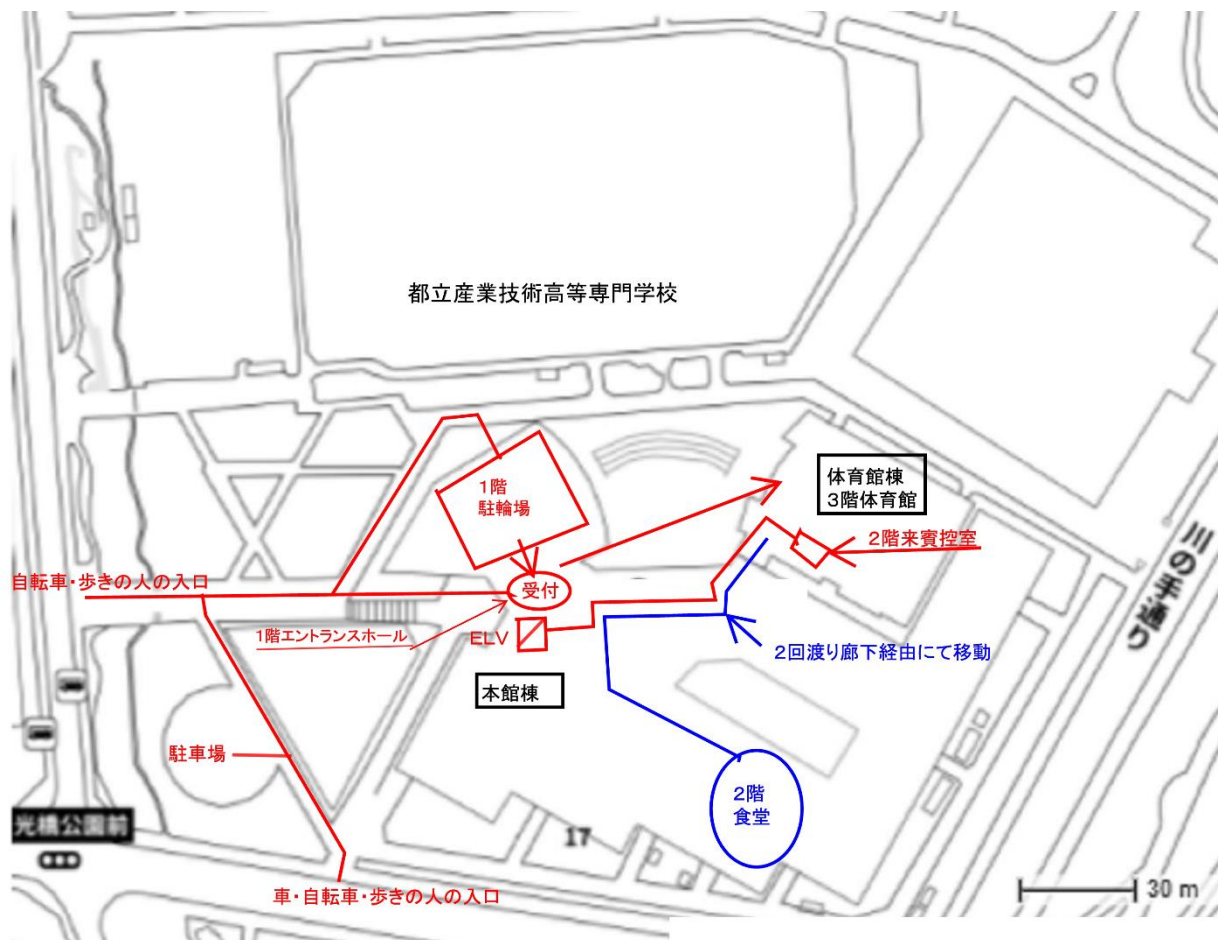 都立産業技術高等専門学校
1階
駐輪場
体育館棟
3階体育館
2階来賓控室
自転車・歩きの人の入口
受付
1階エントランスホール
ELV
2回渡り廊下経由にて移動
本館棟
川の手通り
駐車場
2階
食堂
光橋公園前
17
車・自転車・歩きの人の入口
30 m